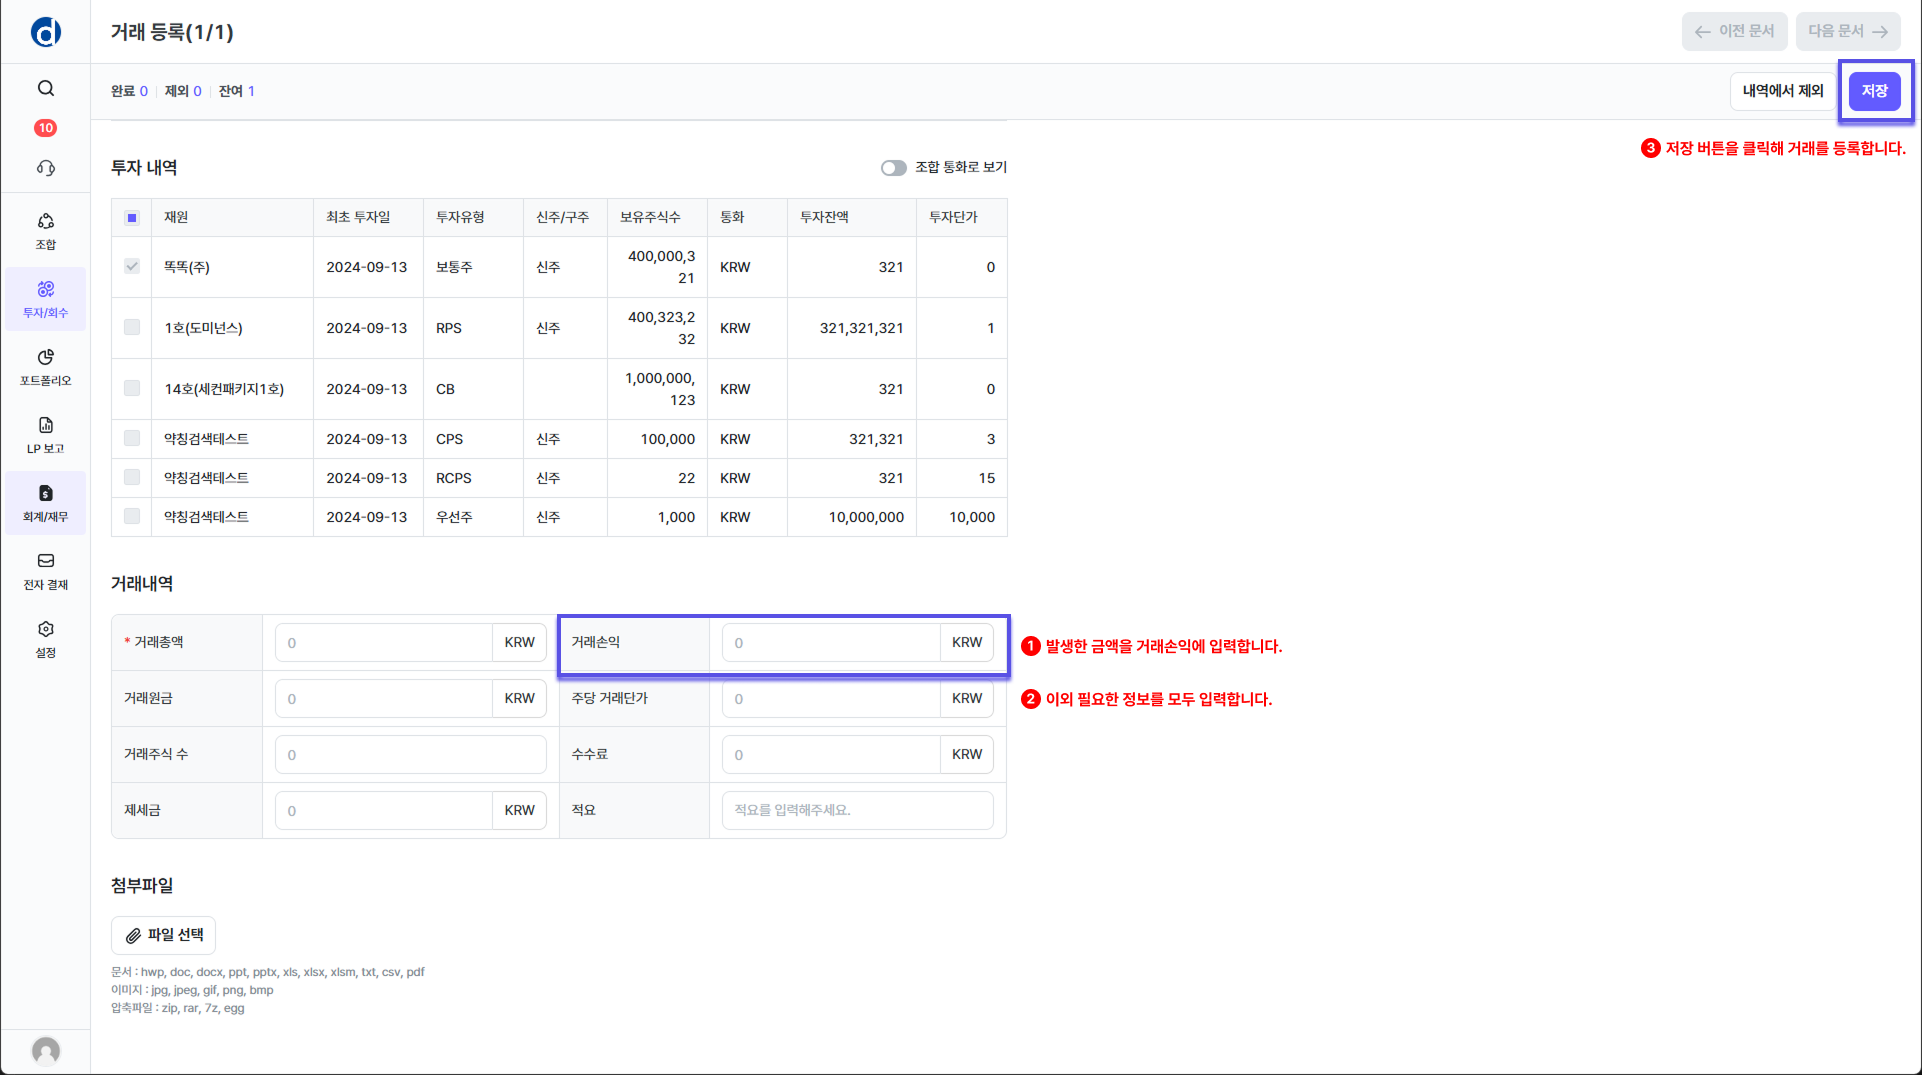 거래 등록(1/1)
← 이전 문서
다음 문서 →
완료 0 | 제외 0 | 잔여 1
내역에서 제외
저장
3 저장 버튼을 클릭해 거래를 등록합니다.
10
조합
투자/회수
포트폴리오
LP 보고
회계/재무
전자 결재
설정
투자 내역
조합 통화로 보기
재원 최초 투자일 투자유형 신주/구주 보유주식수 통화 투자잔액 투자단가
똑똑(주) 2024-09-13 보통주 신주 400,000,3 KRW 321 0
21
1호(도미넌스) 2024-09-13 RPS 신주 400,323,2 KRW 321,321,321 1
32
14호(세컨패키지1호) 2024-09-13 CB 1,000,000, KRW 321 0
123
약칭검색테스트 2024-09-13 CPS 신주 100,000 KRW 321,321 3
약칭검색테스트 2024-09-13 RCPS 신주 22 KRW 321 15
약칭검색테스트 2024-09-13 우선주 신주 1,000 KRW 10,000,000 10,000
거래내역
* 거래총액 0 KRW 거래손익 0 KRW
1 발생한 금액을 거래손익에 입력합니다.
거래원금 0 KRW 주당 거래단가 0 KRW
2 이외 필요한 정보를 모두 입력합니다.
거래주식 수 0 수수료 0 KRW
제세금 0 KRW 적요 적요를 입력해주세요.
첨부파일
파일 선택
문서 : hwp, doc, docx, ppt, pptx, xls, xlsx, xlsm, txt, csv, pdf
이미지 : jpg, jpeg, gif, png, bmp
압축파일 : zip, rar, 7z, egg